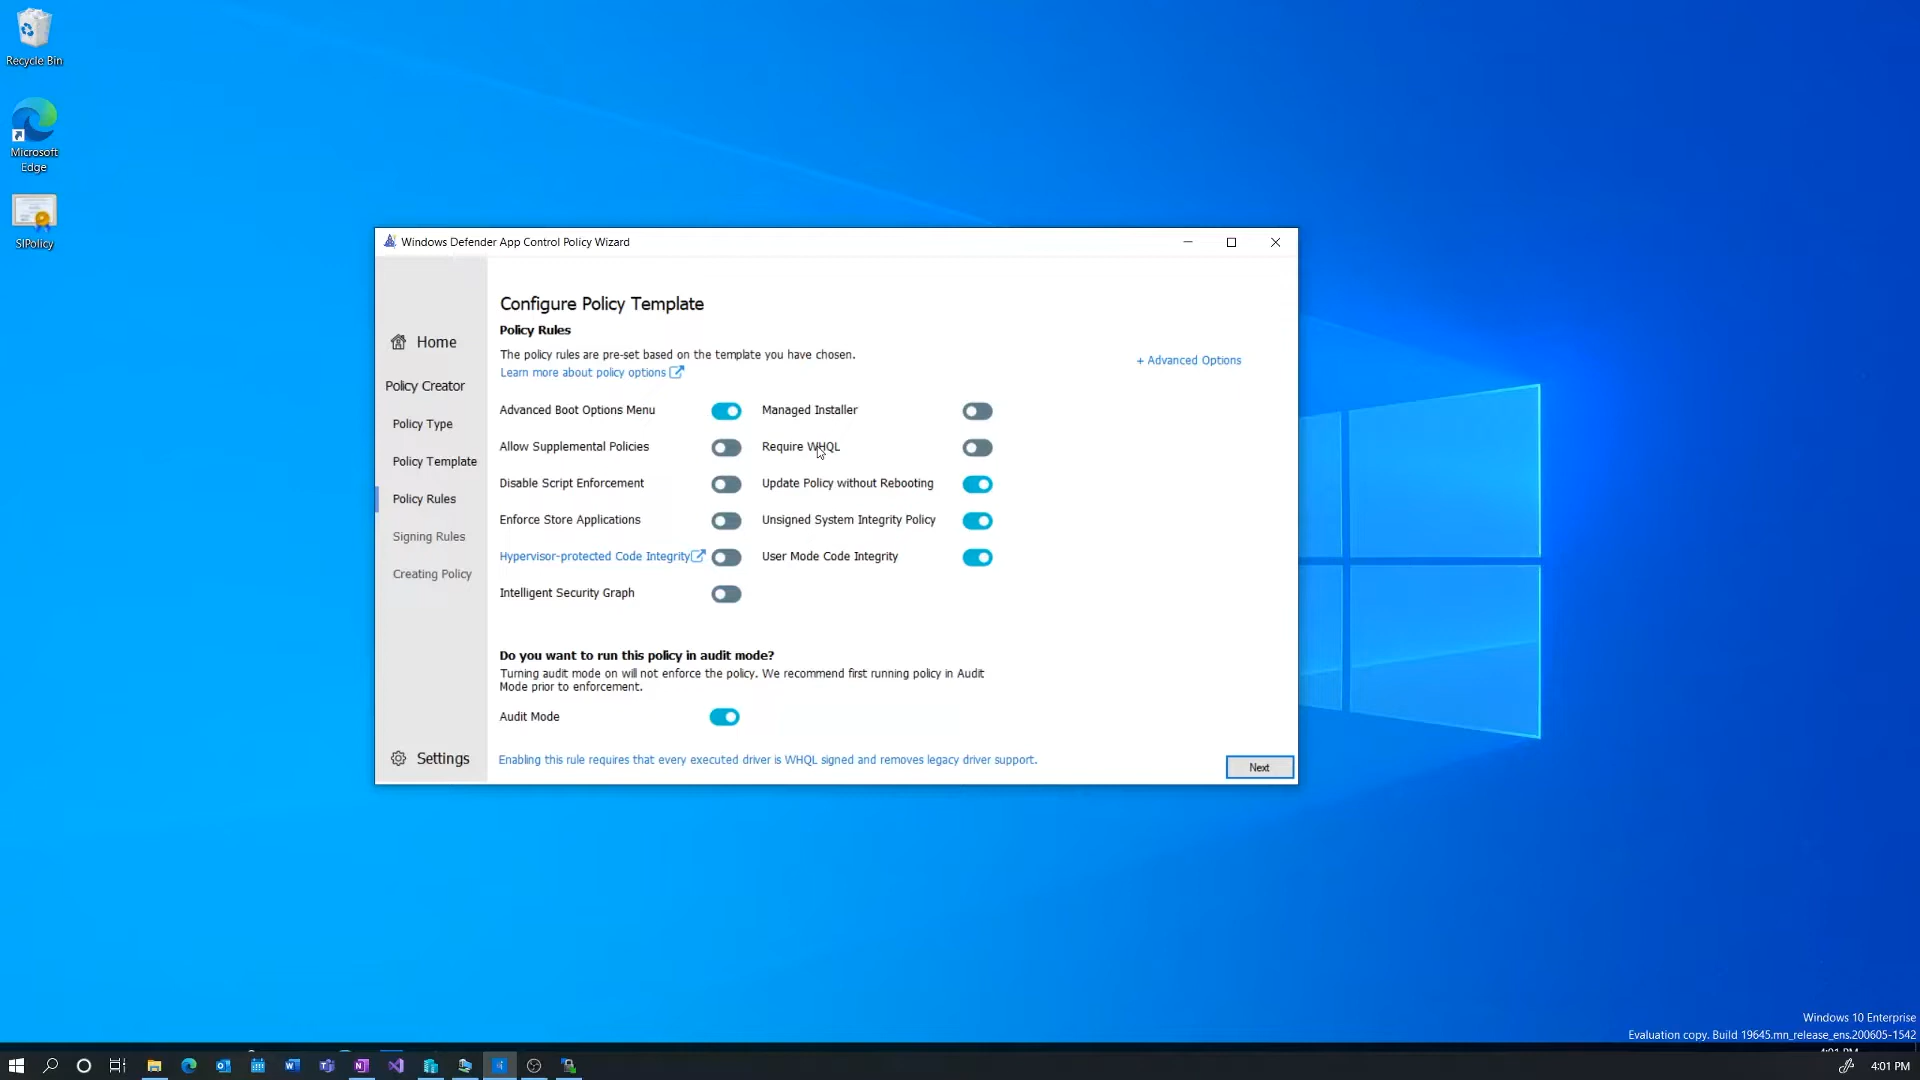 Recycle Bin
Microsoft
Edge
SIPolicy
Windows Defender App Control Policy Wizard
Home
Policy Creator
Policy Type
Policy Template
Policy Rules
Signing Rules
Creating Policy
Settings
Configure Policy Template
Policy Rules
The policy rules are pre-set based on the template you have chosen.
Learn more about policy options
+ Advanced Options
Advanced Boot Options Menu
Managed Installer
Allow Supplemental Policies
Require WHQL
Disable Script Enforcement
Update Policy without Rebooting
Enforce Store Applications
Unsigned System Integrity Policy
Hypervisor-protected Code Integrity
User Mode Code Integrity
Intelligent Security Graph
Do you want to run this policy in audit mode?
Turning audit mode on will not enforce the policy. We recommend first running policy in Audit
Mode prior to enforcement.
Audit Mode
Enabling this rule requires that every executed driver is WHQL signed and removes legacy driver support.
Next
Windows 10 Enterprise
Evaluation copy. Build 19645.mn_release_ens.200605-1542
4:01 PM